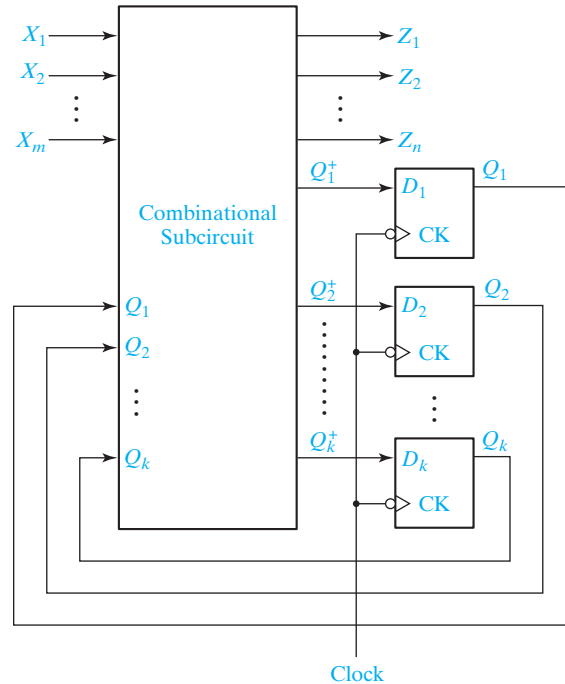 X₁ Z₁
X₂ Z₂
Xₘ Zₙ
Q₁⁺ D₁ Q₁
CK
Combinational
Subcircuit
Q₁ Q₂⁺ D₂ Q₂
Q₂ CK
Qₖ Qₖ⁺ Dₖ Qₖ
CK
Clock